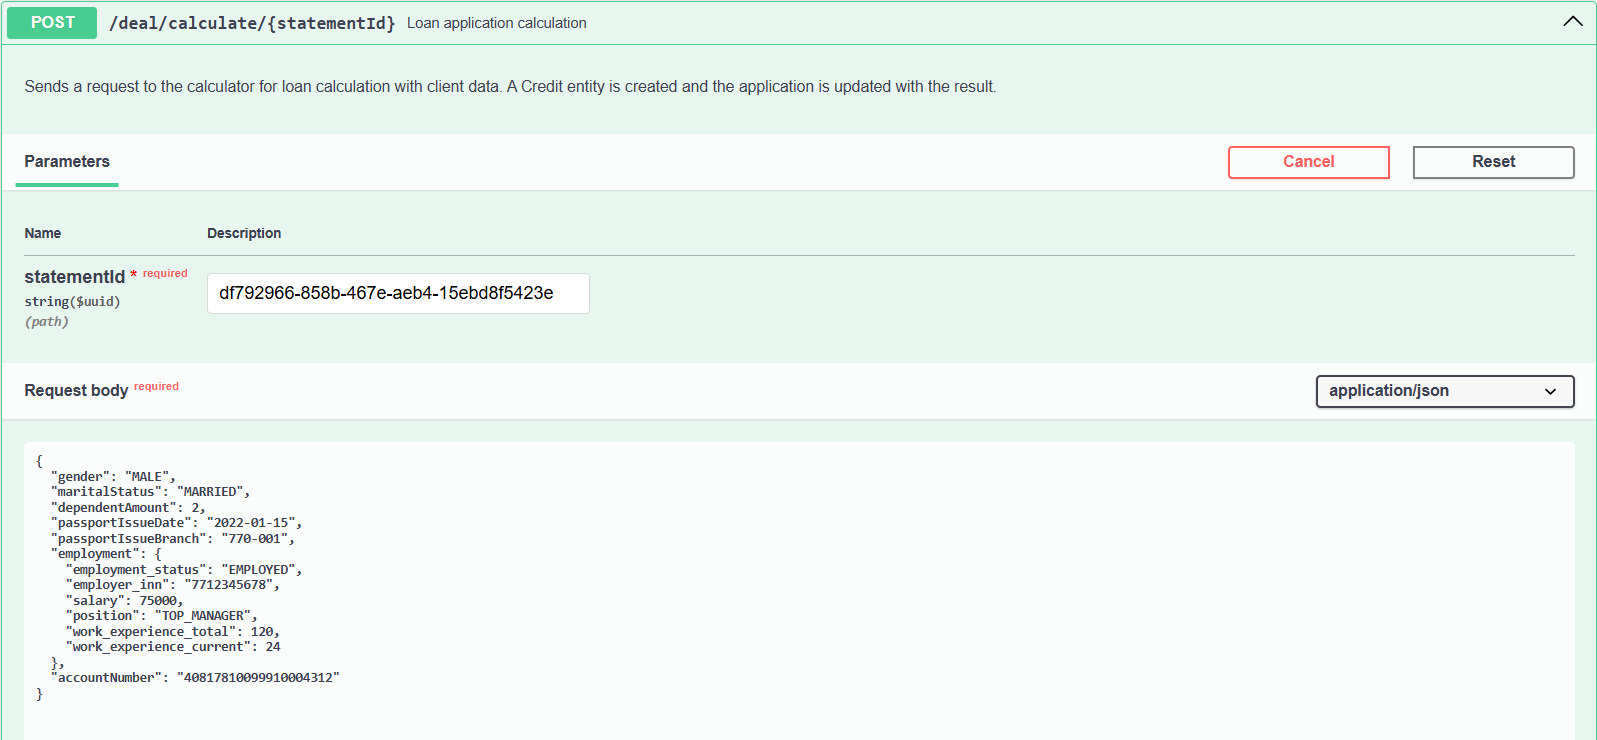 POST /deal/calculate/{statementId} Loan application calculation
Sends a request to the calculator for loan calculation with client data. A Credit entity is created and the application is updated with the result.
Parameters Cancel Reset
Name Description
statementId * required
string($uuid)
(path)
df792966-858b-467e-aeb4-15ebd8f5423e
Request body required application/json
{
  "gender": "MALE",
  "maritalStatus": "MARRIED",
  "dependentAmount": 2,
  "passportIssueDate": "2022-01-15",
  "passportIssueBranch": "770-001",
  "employment": {
    "employment_status": "EMPLOYED",
    "employer_inn": "7712345678",
    "salary": 75000,
    "position": "TOP_MANAGER",
    "work_experience_total": 120,
    "work_experience_current": 24
  },
  "accountNumber": "40817810099910004312"
}